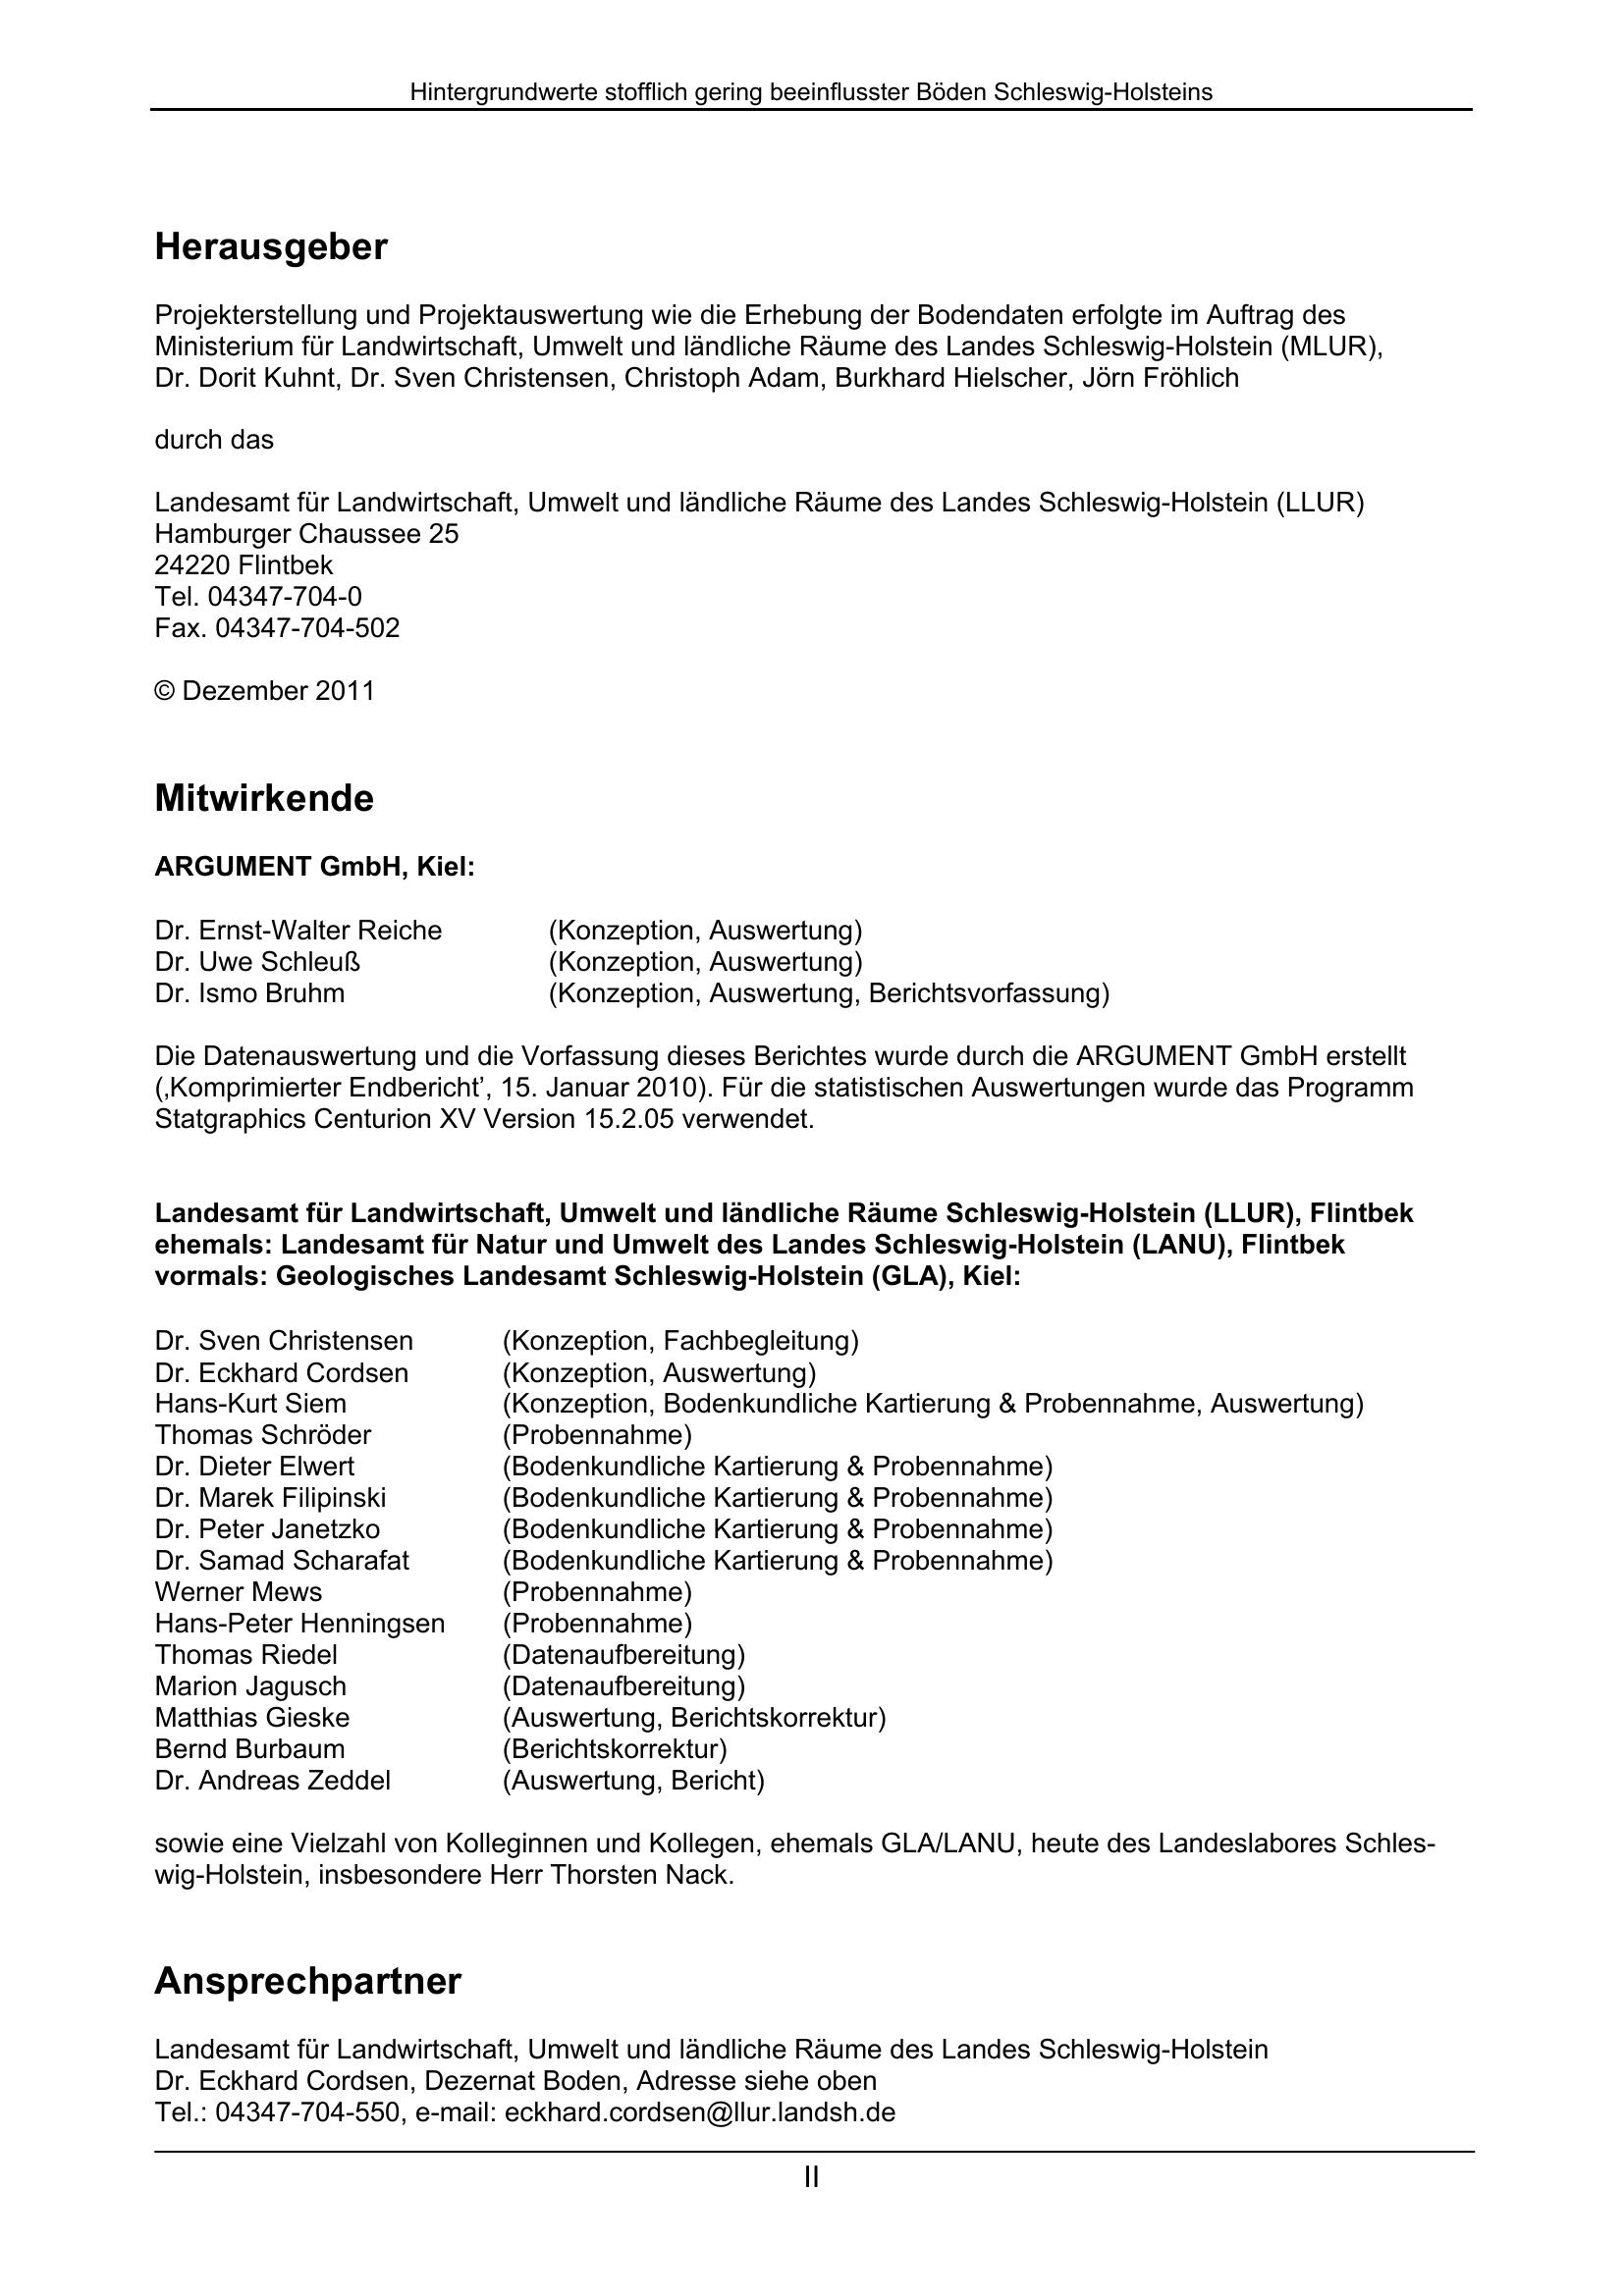 Hintergrundwerte stofflich gering beeinflusster Böden Schleswig-Holsteins
Herausgeber
Projekterstellung und Projektauswertung wie die Erhebung der Bodendaten erfolgte im Auftrag des
Ministerium für Landwirtschaft, Umwelt und ländliche Räume des Landes Schleswig-Holstein (MLUR),
Dr. Dorit Kuhnt, Dr. Sven Christensen, Christoph Adam, Burkhard Hielscher, Jörn Fröhlich
durch das
Landesamt für Landwirtschaft, Umwelt und ländliche Räume des Landes Schleswig-Holstein (LLUR)
Hamburger Chaussee 25
24220 Flintbek
Tel. 04347-704-0
Fax. 04347-704-502
© Dezember 2011
Mitwirkende
ARGUMENT GmbH, Kiel:
Dr. Ernst-Walter Reiche (Konzeption, Auswertung)
Dr. Uwe Schleuß (Konzeption, Auswertung)
Dr. Ismo Bruhm (Konzeption, Auswertung, Berichtsvorfassung)
Die Datenauswertung und die Vorfassung dieses Berichtes wurde durch die ARGUMENT GmbH erstellt
(‚Komprimierter Endbericht’, 15. Januar 2010). Für die statistischen Auswertungen wurde das Programm
Statgraphics Centurion XV Version 15.2.05 verwendet.
Landesamt für Landwirtschaft, Umwelt und ländliche Räume Schleswig-Holstein (LLUR), Flintbek
ehemals: Landesamt für Natur und Umwelt des Landes Schleswig-Holstein (LANU), Flintbek
vormals: Geologisches Landesamt Schleswig-Holstein (GLA), Kiel:
Dr. Sven Christensen (Konzeption, Fachbegleitung)
Dr. Eckhard Cordsen (Konzeption, Auswertung)
Hans-Kurt Siem (Konzeption, Bodenkundliche Kartierung & Probennahme, Auswertung)
Thomas Schröder (Probennahme)
Dr. Dieter Elwert (Bodenkundliche Kartierung & Probennahme)
Dr. Marek Filipinski (Bodenkundliche Kartierung & Probennahme)
Dr. Peter Janetzko (Bodenkundliche Kartierung & Probennahme)
Dr. Samad Scharafat (Bodenkundliche Kartierung & Probennahme)
Werner Mews (Probennahme)
Hans-Peter Henningsen (Probennahme)
Thomas Riedel (Datenaufbereitung)
Marion Jagusch (Datenaufbereitung)
Matthias Gieske (Auswertung, Berichtskorrektur)
Bernd Burbaum (Berichtskorrektur)
Dr. Andreas Zeddel (Auswertung, Bericht)
sowie eine Vielzahl von Kolleginnen und Kollegen, ehemals GLA/LANU, heute des Landeslabores Schles-
wig-Holstein, insbesondere Herr Thorsten Nack.
Ansprechpartner
Landesamt für Landwirtschaft, Umwelt und ländliche Räume des Landes Schleswig-Holstein
Dr. Eckhard Cordsen, Dezernat Boden, Adresse siehe oben
Tel.: 04347-704-550, e-mail: eckhard.cordsen@llur.landsh.de
II